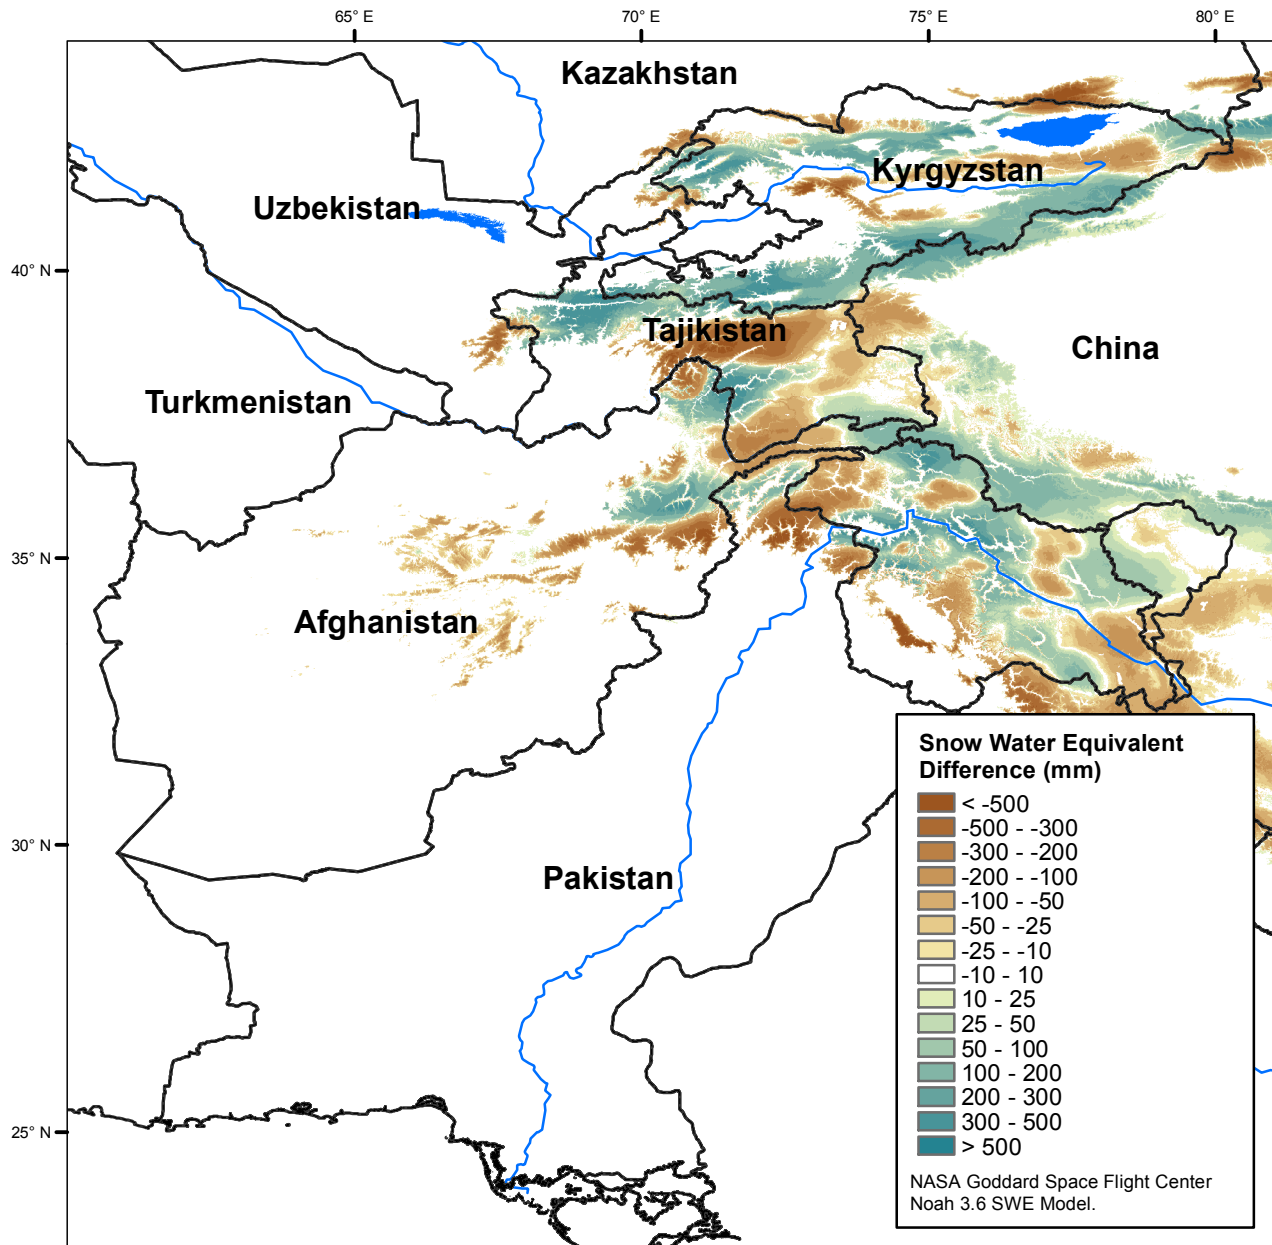 65° E
70° E
75° E
80° E
Kazakhstan
Kyrgyzstan
Uzbekistan
40° N
Tajikistan
China
Turkmenistan
35° N
Afghanistan
Snow Water Equivalent
Difference (mm)
< -500
-500 - -300
-300 - -200
-200 - -100
-100 - -50
-50 - -25
-25 - -10
-10 - 10
10 - 25
25 - 50
50 - 100
100 - 200
200 - 300
300 - 500
> 500
NASA Goddard Space Flight Center
Noah 3.6 SWE Model.
30° N
Pakistan
25° N